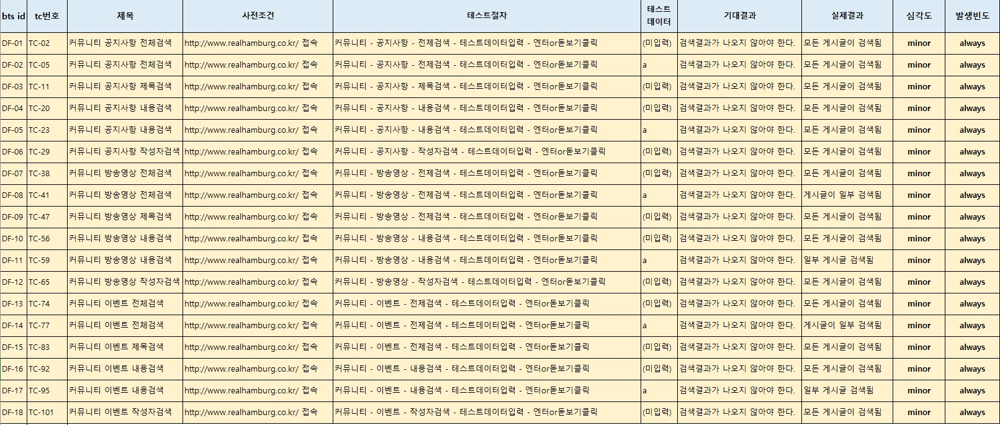 bts id tc번호 제목 사전조건 테스트절차 테스트 데이터 기대결과 실제결과 심각도 발생빈도
DF-01 TC-02 커뮤니티 공지사항 전체검색 http://www.realhamburg.co.kr/ 접속 커뮤니티 - 공지사항 - 전제검색 - 테스트데이터입력 - 엔터or돋보기클릭 (미입력) 검색결과가 나오지 않아야 한다. 모든 게시글이 검색됨 minor always
DF-02 TC-05 커뮤니티 공지사항 전체검색 http://www.realhamburg.co.kr/ 접속 커뮤니티 - 공지사항 - 전제검색 - 테스트데이터입력 - 엔터or돋보기클릭 a 검색결과가 나오지 않아야 한다. 모든 게시글이 검색됨 minor always
DF-03 TC-11 커뮤니티 공지사항 제목검색 http://www.realhamburg.co.kr/ 접속 커뮤니티 - 공지사항 - 제목검색 - 테스트데이터입력 - 엔터or돋보기클릭 (미입력) 검색결과가 나오지 않아야 한다. 모든 게시글이 검색됨 minor always
DF-04 TC-20 커뮤니티 공지사항 내용검색 http://www.realhamburg.co.kr/ 접속 커뮤니티 - 공지사항 - 내용검색 - 테스트데이터입력 - 엔터or돋보기클릭 (미입력) 검색결과가 나오지 않아야 한다. 모든 게시글이 검색됨 minor always
DF-05 TC-23 커뮤니티 공지사항 내용검색 http://www.realhamburg.co.kr/ 접속 커뮤니티 - 공지사항 - 내용검색 - 테스트데이터입력 - 엔터or돋보기클릭 a 검색결과가 나오지 않아야 한다. 모든 게시글이 검색됨 minor always
DF-06 TC-29 커뮤니티 공지사항 작성자검색 http://www.realhamburg.co.kr/ 접속 커뮤니티 - 공지사항 - 작성자검색 - 테스트데이터입력 - 엔터or돋보기클릭 (미입력) 검색결과가 나오지 않아야 한다. 모든 게시글이 검색됨 minor always
DF-07 TC-38 커뮤니티 방송영상 전체검색 http://www.realhamburg.co.kr/ 접속 커뮤니티 - 방송영상 - 전제검색 - 테스트데이터입력 - 엔터or돋보기클릭 (미입력) 검색결과가 나오지 않아야 한다. 모든 게시글이 검색됨 minor always
DF-08 TC-41 커뮤니티 방송영상 전체검색 http://www.realhamburg.co.kr/ 접속 커뮤니티 - 방송영상 - 전제검색 - 테스트데이터입력 - 엔터or돋보기클릭 a 검색결과가 나오지 않아야 한다. 게시글이 일부 검색됨 minor always
DF-09 TC-47 커뮤니티 방송영상 제목검색 http://www.realhamburg.co.kr/ 접속 커뮤니티 - 방송영상 - 전제검색 - 테스트데이터입력 - 엔터or돋보기클릭 (미입력) 검색결과가 나오지 않아야 한다. 모든 게시글이 검색됨 minor always
DF-10 TC-56 커뮤니티 방송영상 내용검색 http://www.realhamburg.co.kr/ 접속 커뮤니티 - 방송영상 - 내용검색 - 테스트데이터입력 - 엔터or돋보기클릭 (미입력) 검색결과가 나오지 않아야 한다. 모든 게시글이 검색됨 minor always
DF-11 TC-59 커뮤니티 방송영상 내용검색 http://www.realhamburg.co.kr/ 접속 커뮤니티 - 방송영상 - 내용검색 - 테스트데이터입력 - 엔터or돋보기클릭 a 검색결과가 나오지 않아야 한다. 일부 게시글 검색됨 minor always
DF-12 TC-65 커뮤니티 방송영상 작성자검색 http://www.realhamburg.co.kr/ 접속 커뮤니티 - 방송영상 - 작성자검색 - 테스트데이터입력 - 엔터or돋보기클릭 (미입력) 검색결과가 나오지 않아야 한다. 모든 게시글이 검색됨 minor always
DF-13 TC-74 커뮤니티 이벤트 전체검색 http://www.realhamburg.co.kr/ 접속 커뮤니티 - 이벤트 - 전제검색 - 테스트데이터입력 - 엔터or돋보기클릭 (미입력) 검색결과가 나오지 않아야 한다. 모든 게시글이 검색됨 minor always
DF-14 TC-77 커뮤니티 이벤트 전체검색 http://www.realhamburg.co.kr/ 접속 커뮤니티 - 이벤트 - 전제검색 - 테스트데이터입력 - 엔터or돋보기클릭 a 검색결과가 나오지 않아야 한다. 게시글이 일부 검색됨 minor always
DF-15 TC-83 커뮤니티 이벤트 제목검색 http://www.realhamburg.co.kr/ 접속 커뮤니티 - 이벤트 - 전제검색 - 테스트데이터입력 - 엔터or돋보기클릭 (미입력) 검색결과가 나오지 않아야 한다. 모든 게시글이 검색됨 minor always
DF-16 TC-92 커뮤니티 이벤트 내용검색 http://www.realhamburg.co.kr/ 접속 커뮤니티 - 이벤트 - 내용검색 - 테스트데이터입력 - 엔터or돋보기클릭 (미입력) 검색결과가 나오지 않아야 한다. 모든 게시글이 검색됨 minor always
DF-17 TC-95 커뮤니티 이벤트 내용검색 http://www.realhamburg.co.kr/ 접속 커뮤니티 - 이벤트 - 내용검색 - 테스트데이터입력 - 엔터or돋보기클릭 a 검색결과가 나오지 않아야 한다. 일부 게시글 검색됨 minor always
DF-18 TC-101 커뮤니티 이벤트 작성자검색 http://www.realhamburg.co.kr/ 접속 커뮤니티 - 이벤트 - 작성자검색 - 테스트데이터입력 - 엔터or돋보기클릭 (미입력) 검색결과가 나오지 않아야 한다. 모든 게시글이 검색됨 minor always